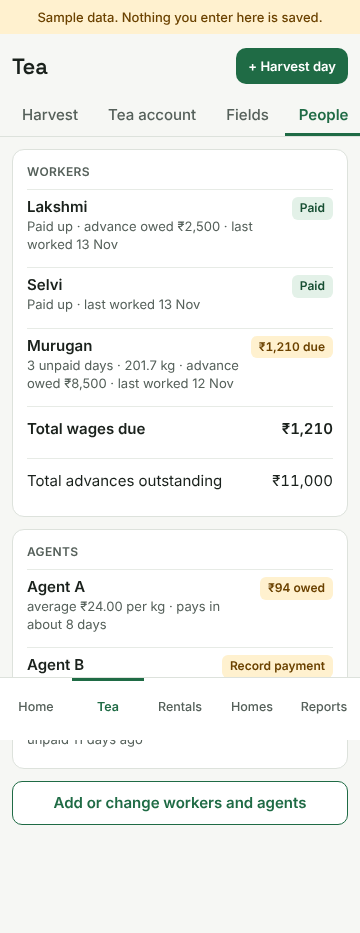 Sample data. Nothing you enter here is saved.
Tea
+ Harvest day
Harvest
Tea account
Fields
People
WORKERS
Lakshmi
Paid
Paid up · advance owed ₹2,500 · last
worked 13 Nov
Selvi
Paid
Paid up · last worked 13 Nov
Murugan
₹1,210 due
3 unpaid days · 201.7 kg · advance
owed ₹8,500 · last worked 12 Nov
Total wages due
₹1,210
Total advances outstanding
₹11,000
AGENTS
Agent A
₹94 owed
average ₹24.00 per kg · pays in
about 8 days
Agent B
Record payment
Home
Tea
Rentals
Homes
Reports
unpaid 11 days ago
Add or change workers and agents